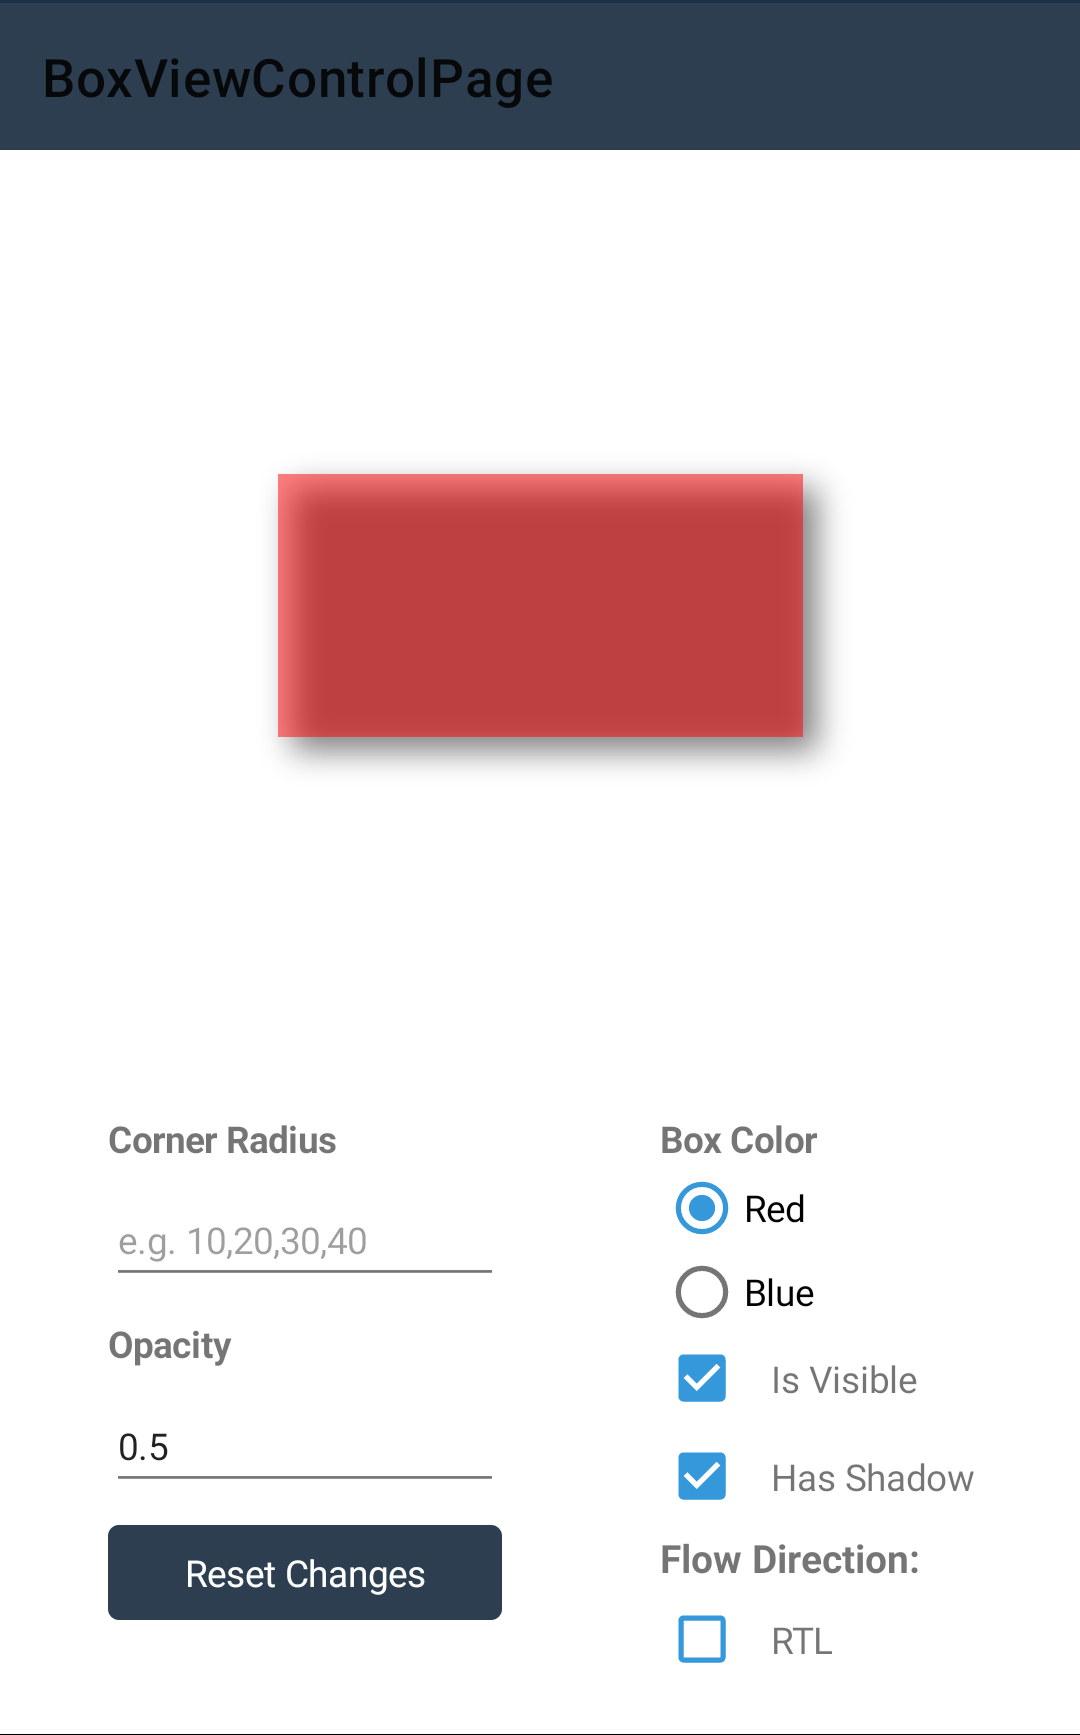 BoxViewControlPage
Corner Radius
e.g. 10,20,30,40
Opacity
0.5
Reset Changes
Box Color
Red
Blue
Is Visible
Has Shadow
Flow Direction:
RTL